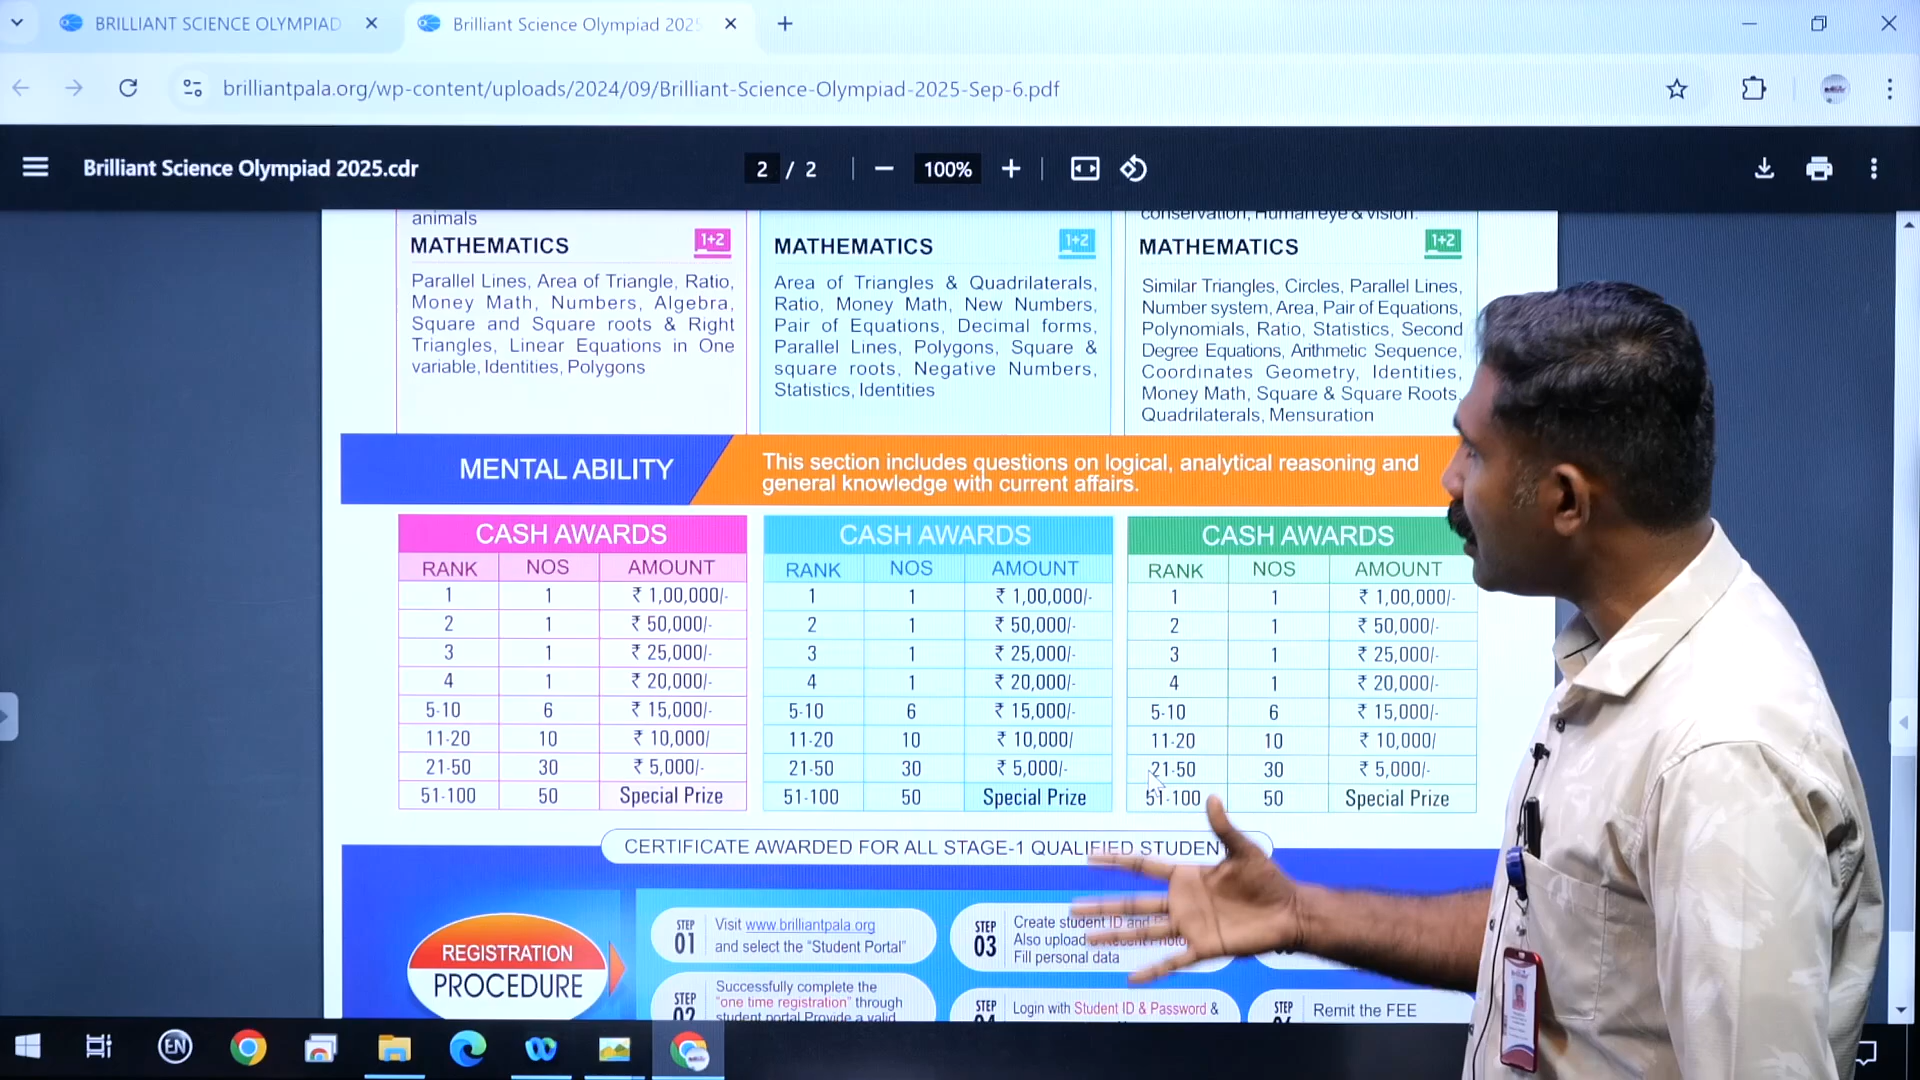 BRILLIANT SCIENCE OLYMPIAD
Brilliant Science Olympiad 202
brilliantpala.org/wp-content/uploads/2024/09/Brilliant-Science-Olympiad-2025-Sep-6.pdf
Brilliant Science Olympiad 2025.cdr
2 / 2
100%
animals
MATHEMATICS 1+2
Parallel Lines, Area of Triangle, Ratio,
Money Math, Numbers, Algebra,
Square and Square roots & Right
Triangles, Linear Equations in One
variable, Identities, Polygons
MATHEMATICS 1+2
Area of Triangles & Quadrilaterals,
Ratio, Money Math, New Numbers,
Pair of Equations, Decimal forms,
Parallel Lines, Polygons, Square &
square roots, Negative Numbers,
Statistics, Identities
conservation, Human eye & vision.
MATHEMATICS 1+2
Similar Triangles, Circles, Parallel Lines,
Number system, Area, Pair of Equations,
Polynomials, Ratio, Statistics, Second
Degree Equations, Arithmetic Sequence,
Coordinates Geometry, Identities,
Money Math, Square & Square Roots,
Quadrilaterals, Mensuration
MENTAL ABILITY
This section includes questions on logical, analytical reasoning and
general knowledge with current affairs.
CASH AWARDS
RANK NOS AMOUNT
1 1 ₹ 1,00,000/-
2 1 ₹ 50,000/-
3 1 ₹ 25,000/-
4 1 ₹ 20,000/-
5-10 6 ₹ 15,000/-
11-20 10 ₹ 10,000/
21-50 30 ₹ 5,000/-
51-100 50 Special Prize
CASH AWARDS
RANK NOS AMOUNT
1 1 ₹ 1,00,000/-
2 1 ₹ 50,000/-
3 1 ₹ 25,000/-
4 1 ₹ 20,000/-
5-10 6 ₹ 15,000/-
11-20 10 ₹ 10,000/
21-50 30 ₹ 5,000/-
51-100 50 Special Prize
CASH AWARDS
RANK NOS AMOUNT
1 1 ₹ 1,00,000/-
2 1 ₹ 50,000/-
3 1 ₹ 25,000/-
4 1 ₹ 20,000/-
5-10 6 ₹ 15,000/-
11-20 10 ₹ 10,000/
21-50 30 ₹ 5,000/-
51-100 50 Special Prize
CERTIFICATE AWARDED FOR ALL STAGE-1 QUALIFIED STUDENT
REGISTRATION
PROCEDURE
STEP 01
Visit www.brilliantpala.org
and select the "Student Portal"
STEP 02
Successfully complete the
"one time registration" through
student portal Provide a valid
STEP 03
Create student ID and
Also upload
Fill personal data
STEP
Login with Student ID & Password &
STEP
Remit the FEE
EN